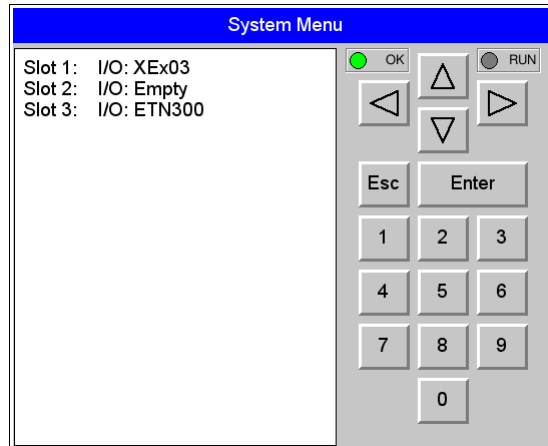 System Menu
Slot 1: I/O: XEx03
Slot 2: I/O: Empty
Slot 3: I/O: ETN300
OK
RUN
Esc
Enter
1
2
3
4
5
6
7
8
9
0